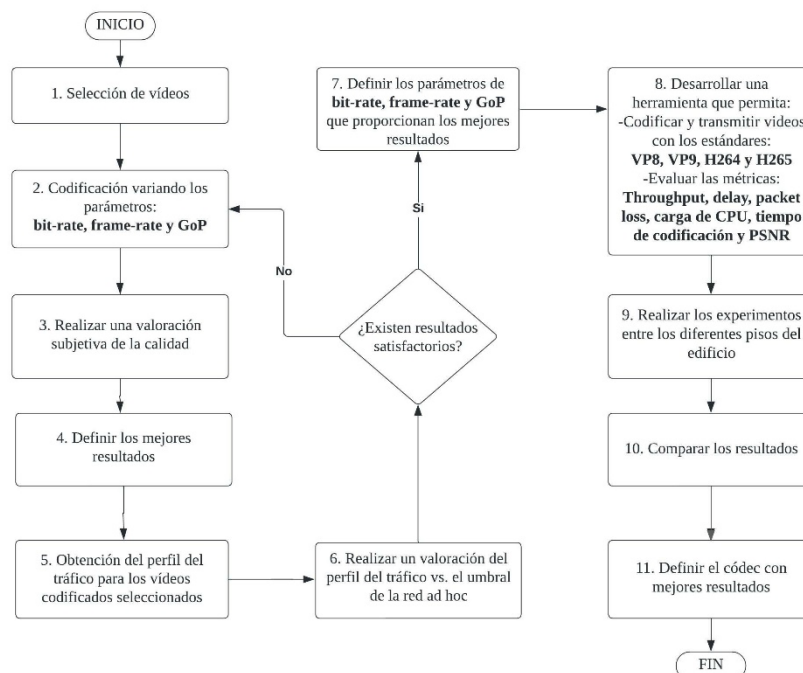 INICIO
1. Selección de vídeos
2. Codificación variando los
parámetros:
bit-rate, frame-rate y GoP
3. Realizar una valoración
subjetiva de la calidad
4. Definir los mejores
resultados
5. Obtención del perfil del
tráfico para los vídeos
codificados seleccionados
6. Realizar un valoración del
perfil del tráfico vs. el umbral
de la red ad hoc
¿Existen resultados
satisfactorios?
No
Si
7. Definir los parámetros de
bit-rate, frame-rate y GoP
que proporcionan los mejores
resultados
8. Desarrollar una
herramienta que permita:
-Codificar y transmitir videos
con los estándares:
VP8, VP9, H264 y H265
-Evaluar las métricas:
Throughput, delay, packet
loss, carga de CPU, tiempo
de codificación y PSNR
9. Realizar los experimentos
entre los diferentes pisos del
edificio
10. Comparar los resultados
11. Definir el códec con
mejores resultados
FIN